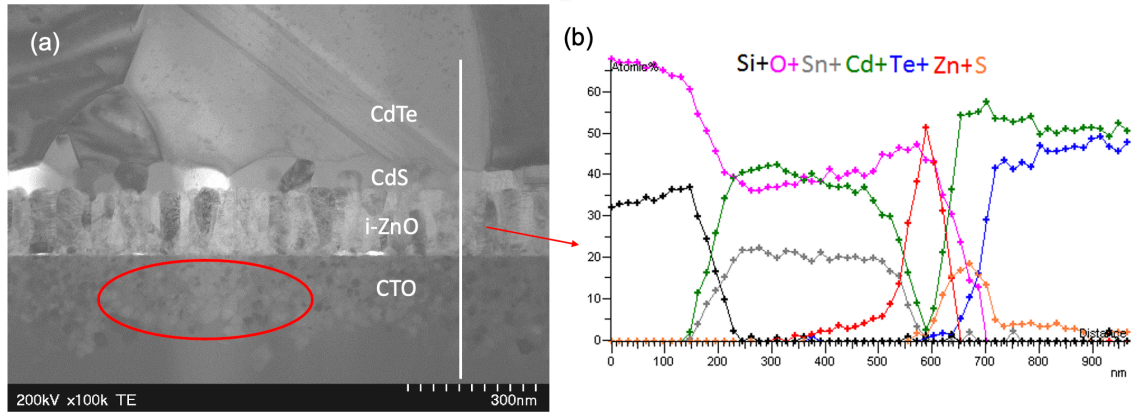 (a)
CdTe
CdS
i-ZnO
CTO
200kV x100k TE 300nm
(b)
Si+O+Sn+Cd+Te+Zn+S
Atomic%
60
50
40
30
20
10
0
0 100 200 300 400 500 600 700 800 900
Distance
nm